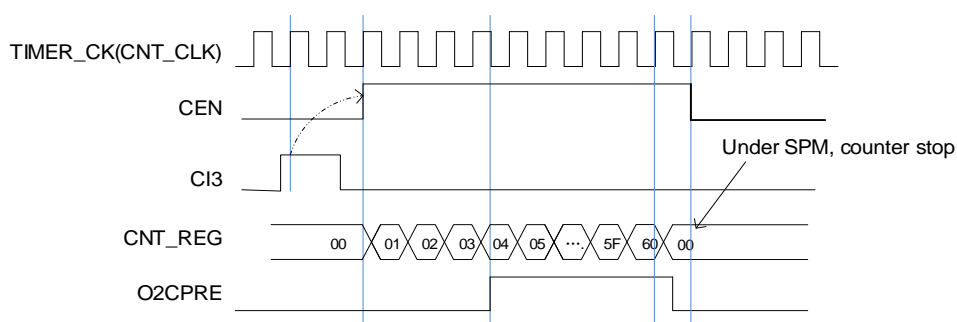 TIMER_CK(CNT_CLK)
CEN
Under SPM, counter stop
CI3
CNT_REG 00 01 02 03 04 05 .... 5F 60 00
O2CPRE